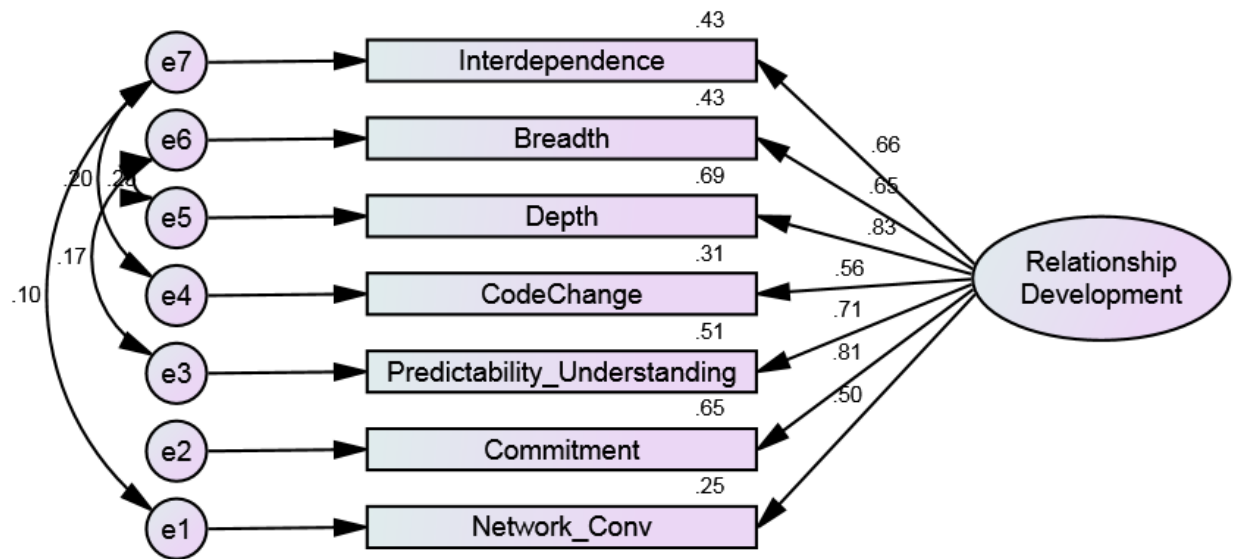 .43
e7
Interdependence
.43
e6
Breadth
.66
.20
.69
.65
e5
Depth
.83
.17
.31
.56
Relationship
Development
e4
CodeChange
.10
.71
.51
e3
Predictability_Understanding
.81
.65
.50
e2
Commitment
.25
e1
Network_Conv